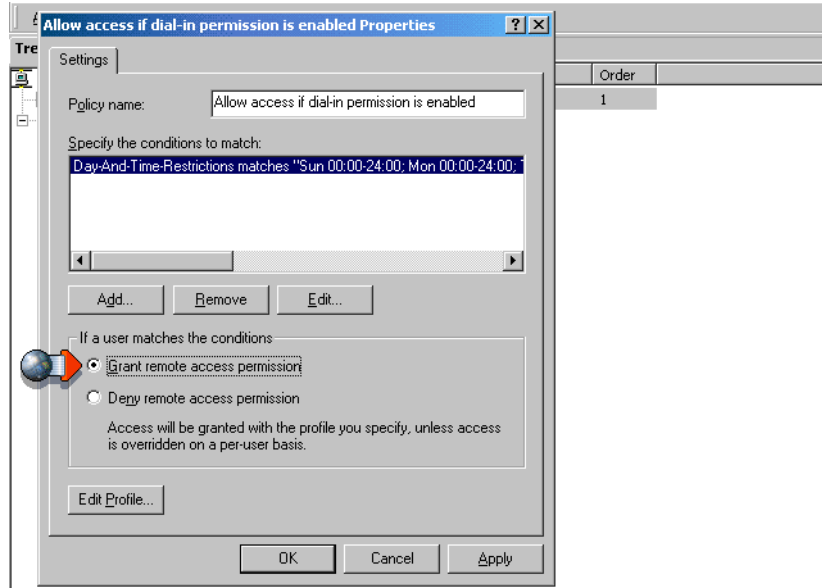 Allow access if dial-in permission is enabled Properties
Tre
Settings
Order
Policy name:
Allow access if dial-in permission is enabled
1
Specify the conditions to match:
Day-And-Time-Restrictions matches "Sun 00:00-24:00; Mon 00:00-24:00;
Add...
Remove
Edit...
If a user matches the conditions
Grant remote access permission
Deny remote access permission
Access will be granted with the profile you specify, unless access
is overridden on a per-user basis.
Edit Profile...
OK
Cancel
Apply